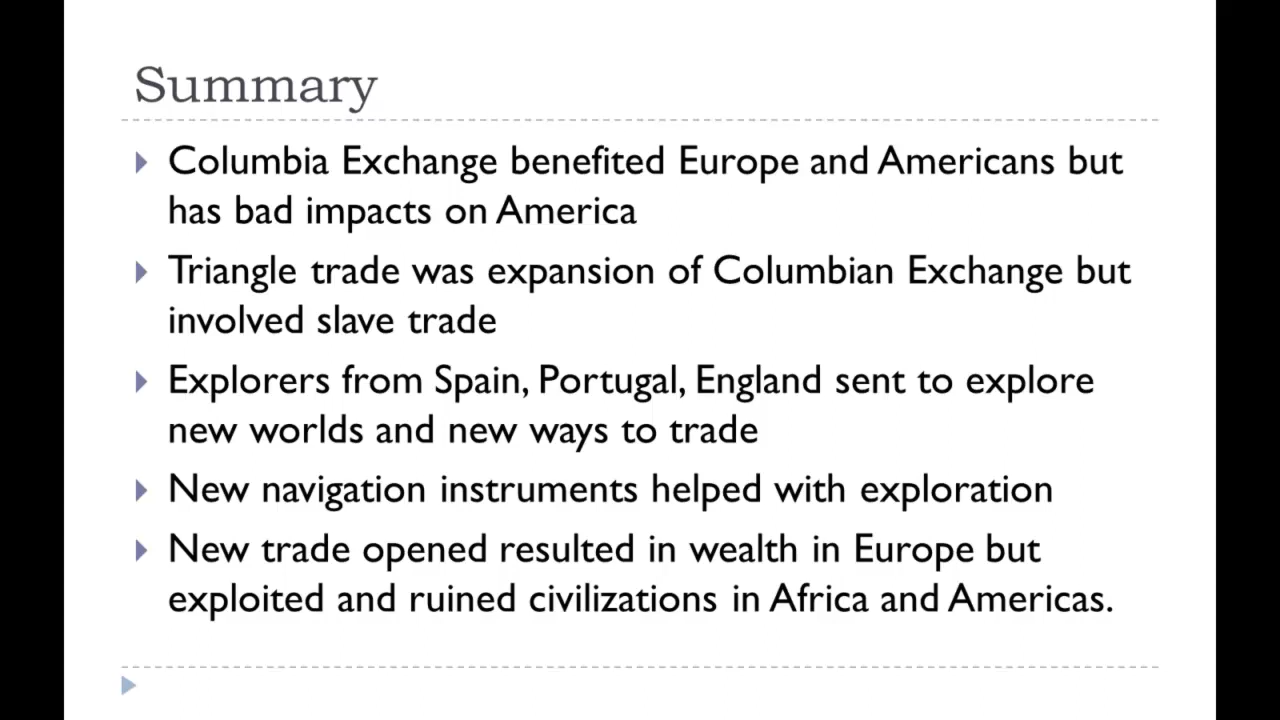 Summary
Columbia Exchange benefited Europe and Americans but
has bad impacts on America
Triangle trade was expansion of Columbian Exchange but
involved slave trade
Explorers from Spain, Portugal, England sent to explore
new worlds and new ways to trade
New navigation instruments helped with exploration
New trade opened resulted in wealth in Europe but
exploited and ruined civilizations in Africa and Americas.